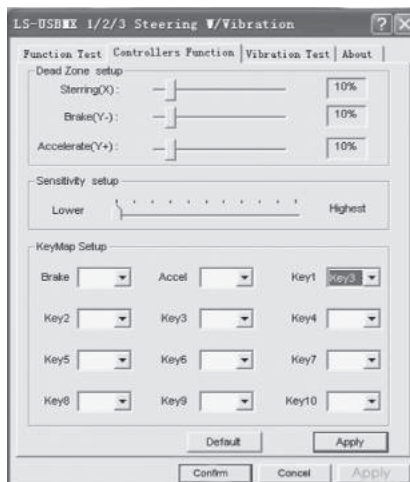 LS-USBMX 1/2/3 Steering W/Vibration
Function Test Controllers Function Vibration Test About
Dead Zone setup
Sterring(X): 10%
Brake(Y-): 10%
Accelerate(Y+): 10%
Sensitivity setup
Lower Highest
KeyMap Setup
Brake Accel Key1 Key3
Key2 Key3 Key4
Key5 Key6 Key7
Key8 Key9 Key10
Default Apply
Confirm Concel Apply